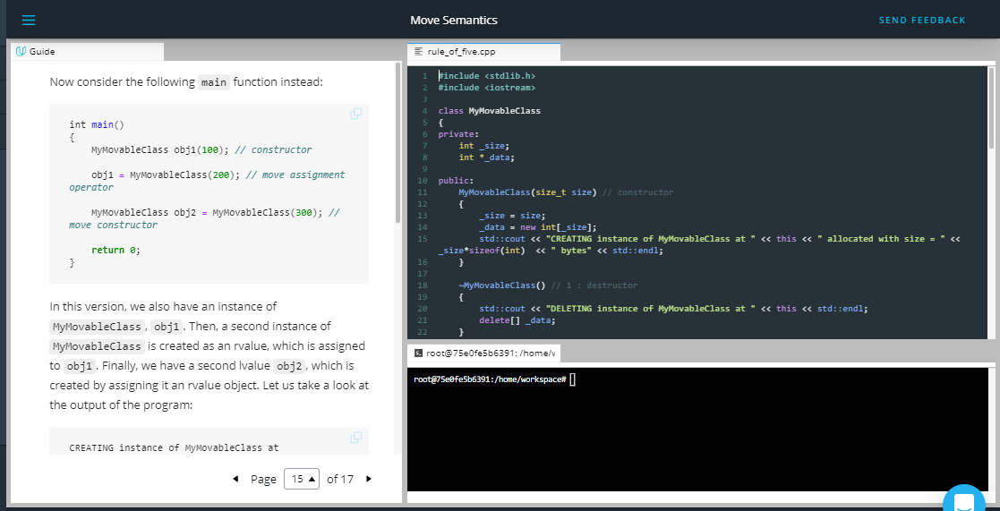 Move Semantics
SEND FEEDBACK
Guide
Now consider the following main function instead:
int main()
{
MyMovableClass obj1(100); // constructor
obj1 = MyMovableClass(200); // move assignment
operator
MyMovableClass obj2 = MyMovableClass(300); //
move constructor
return 0;
}
In this version, we also have an instance of
MyMovableClass, obj1. Then, a second instance of
MyMovableClass is created as an rvalue, which is assigned
to obj1. Finally, we have a second lvalue obj2, which is
created by assigning it an rvalue object. Let us take a look at
the output of the program:
CREATING instance of MyMovableClass at
Page 15 of 17
rule_of_five.cpp
1 #include <stdlib.h>
2 #include <iostream>
3
4 class MyMovableClass
5 {
6 private:
7 int _size;
8 int *_data;
9
10 public:
11 MyMovableClass(size_t size) // constructor
12 {
13 _size = size;
14 _data = new int[_size];
15 std::cout << "CREATING instance of MyMovableClass at " << this << " allocated with size = " <<
_size*sizeof(int)  << " bytes" << std::endl;
16 }
17
18 ~MyMovableClass() // 1 : destructor
19 {
20 std::cout << "DELETING instance of MyMovableClass at " << this << std::endl;
21 delete[] _data;
22 }
root@75e0fe5b6391: /home/w
root@75e0fe5b6391:/home/workspace#